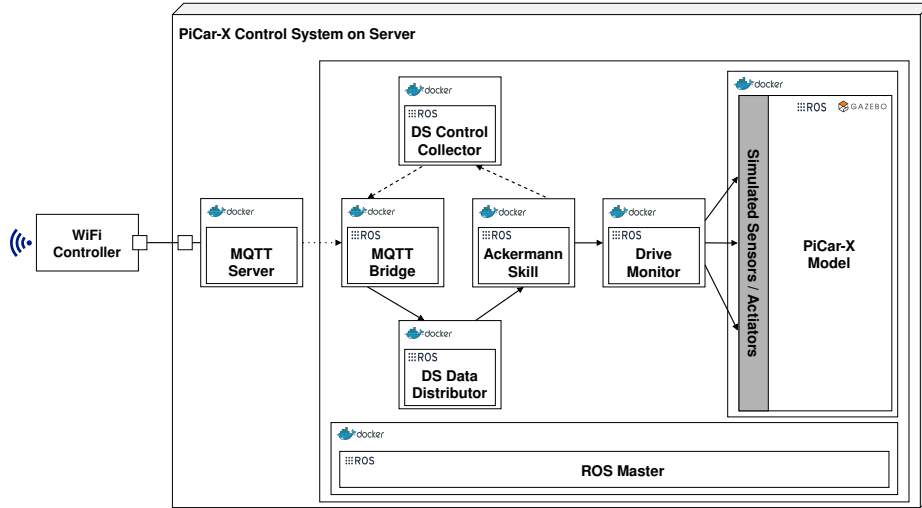 PiCar-X Control System on Server
docker
ROS
DS Control
Collector
docker
ROS
GAZEBO
Simulated Sensors / Actiators
PiCar-X
Model
WiFi
Controller
docker
MQTT
Server
docker
ROS
MQTT
Bridge
docker
ROS
Ackermann
Skill
docker
ROS
Drive
Monitor
docker
ROS
DS Data
Distributor
docker
ROS
ROS Master